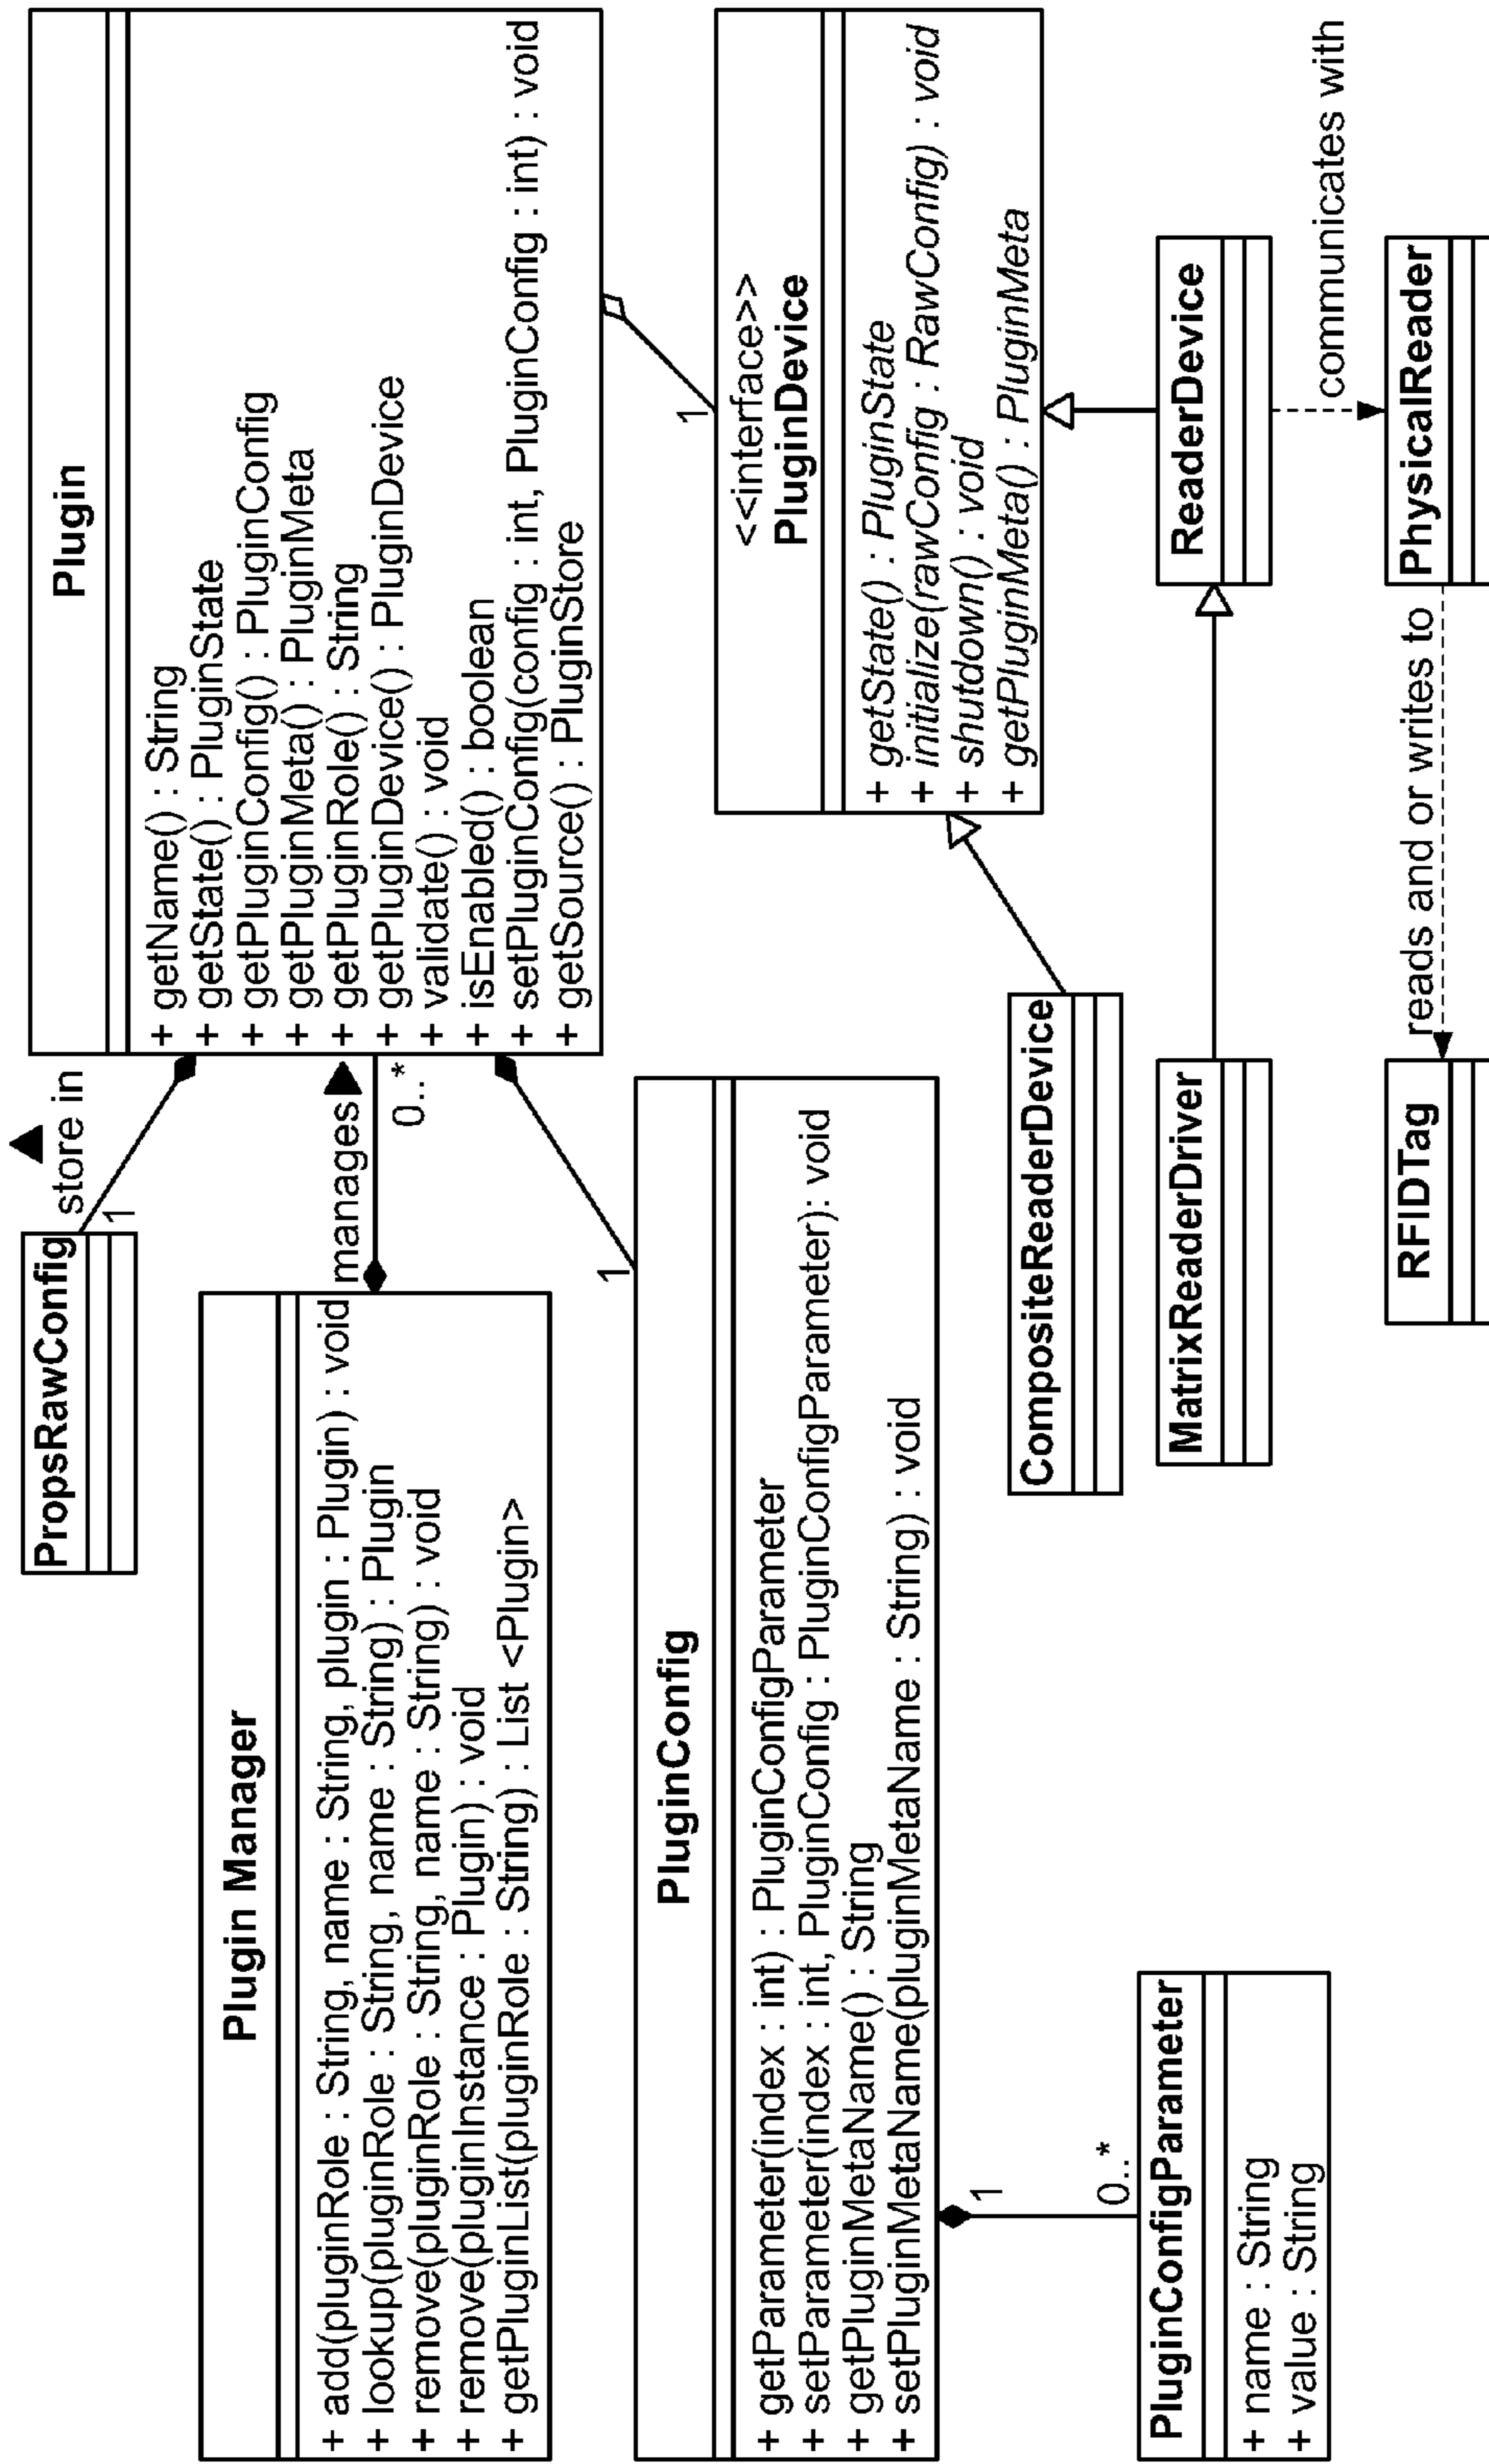 PropsRawConfig
1
store in
Plugin
+ getName() : String
+ getState() : PluginState
+ getPluginConfig() : PluginConfig
+ getPluginMeta() : PluginMeta
+ getPluginRole() : String
+ getPluginDevice() : PluginDevice
+ validate() : void
+ isEnabled() : boolean
+ setPluginConfig(config : int, PluginConfig : int) : void
+ getSource() : PluginStore
Plugin Manager
+ add(pluginRole : String, name : String, plugin : Plugin) : void
+ lookup(pluginRole : String, name : String) : Plugin
+ remove(pluginRole : String, name : String) : void
+ remove(pluginInstance : Plugin) : void
+ getPluginList(pluginRole : String) : List <Plugin>
manages
0..*
1
1
PluginConfig
+ getParameter(index : int) : PluginConfigParameter
+ setParameter(index : int, PluginConfig : PluginConfigParameter): void
+ getPluginMetaName() : String
+ setPluginMetaName(pluginMetaName : String) : void
<<interface>>
PluginDevice
+ getState() : PluginState
+ initialize(rawConfig : RawConfig) : void
+ shutdown() : void
+ getPluginMeta() : PluginMeta
1
0..*
CompositeReaderDevice
PluginConfigParameter
+ name : String
+ value : String
MatrixReaderDriver
ReaderDevice
communicates with
RFIDTag
reads and or writes to
PhysicalReader